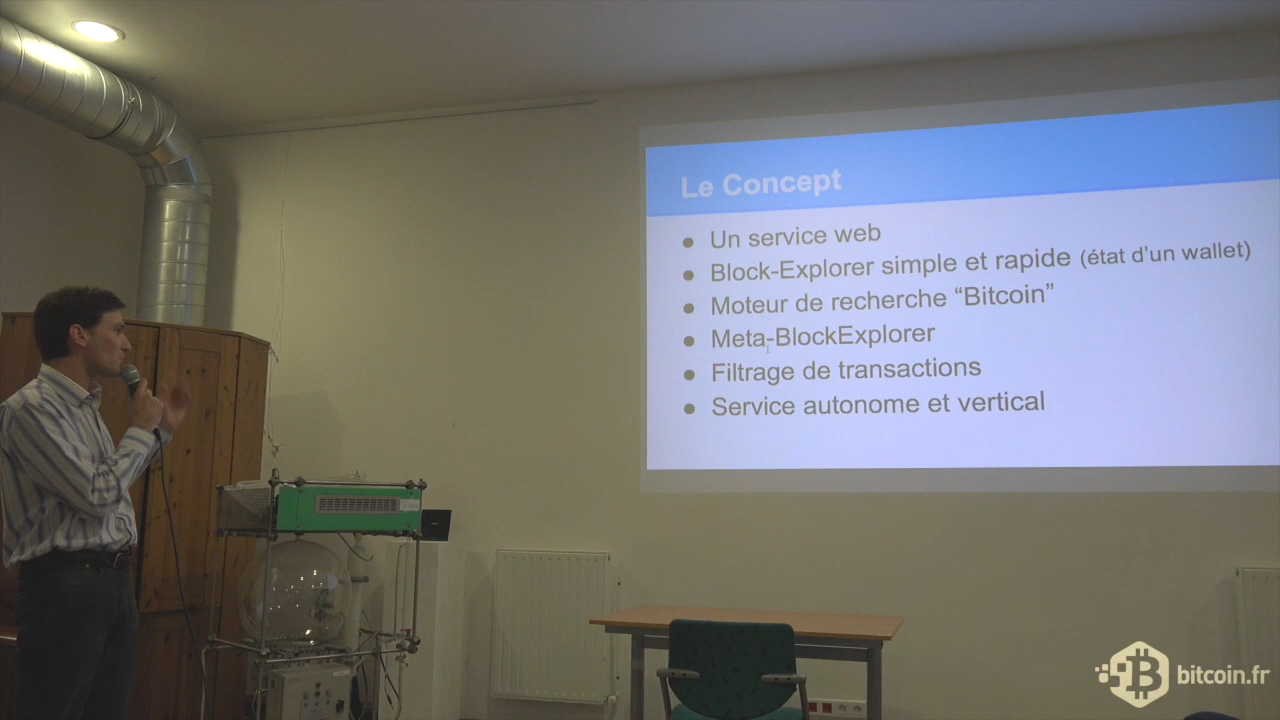 Le Concept
● Un service web
● Block-Explorer simple et rapide (état d'un wallet)
● Moteur de recherche “Bitcoin”
● Meta-BlockExplorer
● Filtrage de transactions
● Service autonome et vertical
bitcoin.fr